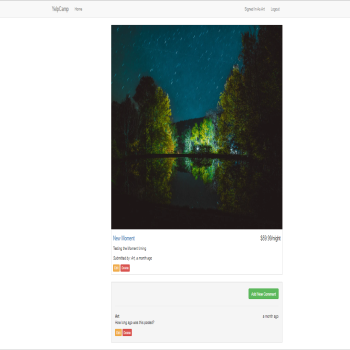 YelpCamp Home Signed In As Art Logout
New Moment $59.99/night
Testing the Moment timing
Submitted by: Art, a month ago
Edit Delete
Add New Comment
Art a month ago
How long ago was this posted?
Edit Delete